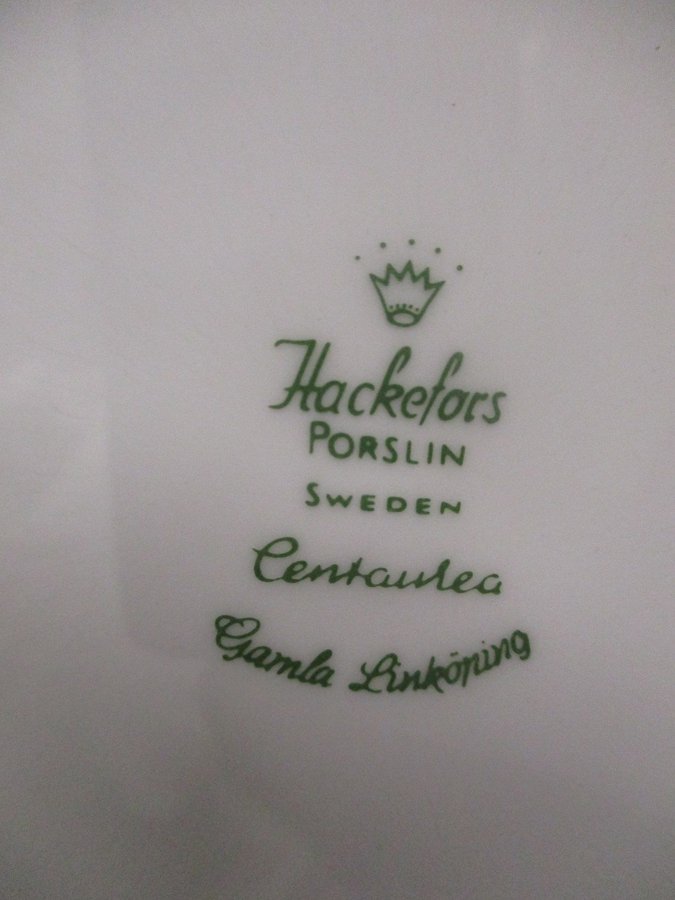 Hackefors
PORSLIN
SWEDEN
Centaurea
Gamla Linköping